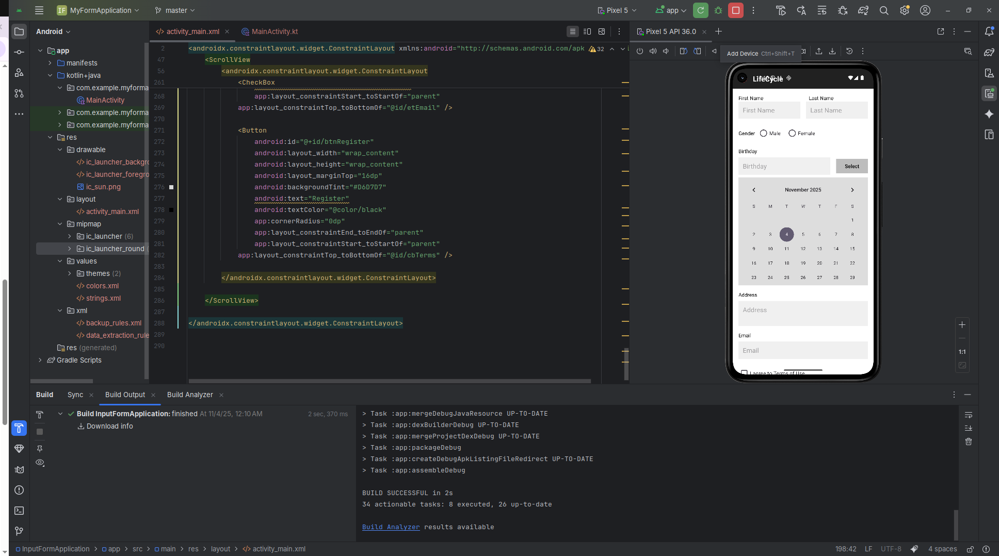 IF MyFormApplication
master
Pixel 5
app
Android
activity_main.xml
MainActivity.kt
Pixel 5 API 36.0
Add Device Ctrl+Shift+T
app
manifests
kotlin+java
com.example.myforma
MainActivity
com.example.myforma
com.example.myforma
res
drawable
ic_launcher_backgro
ic_launcher_foregro
ic_sun.png
layout
activity_main.xml
mipmap
ic_launcher (6)
ic_launcher_round (
values
themes (2)
colors.xml
strings.xml
xml
backup_rules.xml
data_extraction_rule
res (generated)
Gradle Scripts
2 <androidx.constraintlayout.widget.ConstraintLayout xmlns:android="http://schemas.android.com/apk 32
47 <ScrollView
56 <androidx.constraintlayout.widget.ConstraintLayout
261 <CheckBox
268 app:layout_constraintStart_toStartOf="parent"
269 app:layout_constraintTop_toBottomOf="@id/etEmail" />
270
271 <Button
272 android:id="@+id/btnRegister"
273 android:layout_width="wrap_content"
274 android:layout_height="wrap_content"
275 android:layout_marginTop="16dp"
276 android:backgroundTint="#D6D7D7"
277 android:text="Register"
278 android:textColor="@color/black"
279 app:cornerRadius="0dp"
280 app:layout_constraintEnd_toEndOf="parent"
281 app:layout_constraintStart_toStartOf="parent"
282 app:layout_constraintTop_toBottomOf="@id/cbTerms" />
283
284 </androidx.constraintlayout.widget.ConstraintLayout>
285
286 </ScrollView>
287
288 </androidx.constraintlayout.widget.ConstraintLayout>
289
290
LifeCycle
First Name Last Name
First Name Last Name
Gender Male Female
Birthday
Birthday Select
November 2025
S M T W T F S
1
2 3 4 5 6 7 8
9 10 11 12 13 14 15
16 17 18 19 20 21 22
23 24 25 26 27 28 29
Address
Address
Email
Email
I agree to Terms of Use
1:1
Build Sync Build Output Build Analyzer
Build InputFormApplication: finished At 11/4/25, 12:10 AM 2 sec, 370 ms
Download info
> Task :app:mergeDebugJavaResource UP-TO-DATE
> Task :app:dexBuilderDebug UP-TO-DATE
> Task :app:mergeProjectDexDebug UP-TO-DATE
> Task :app:packageDebug
> Task :app:createDebugApkListingFileRedirect UP-TO-DATE
> Task :app:assembleDebug
BUILD SUCCESSFUL in 2s
34 actionable tasks: 8 executed, 26 up-to-date
Build Analyzer results available
InputFormApplication > app > src > main > res > layout > activity_main.xml
198:42 LF UTF-8 4 spaces